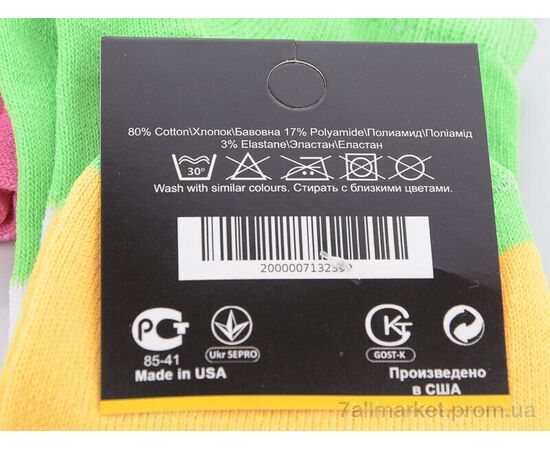 80% Cotton\Хлопок\Бавовна 17% Polyamide\Полиамид\Поліамід
3% Elastane\Эластан\Еластан
30°
Wash with similar colours. Стирать с близкими цветами.
PCT
85-41
Made in USA
Ukr SEPRO
GOST-K
Произведено
в США
7allmarket.prom.ua